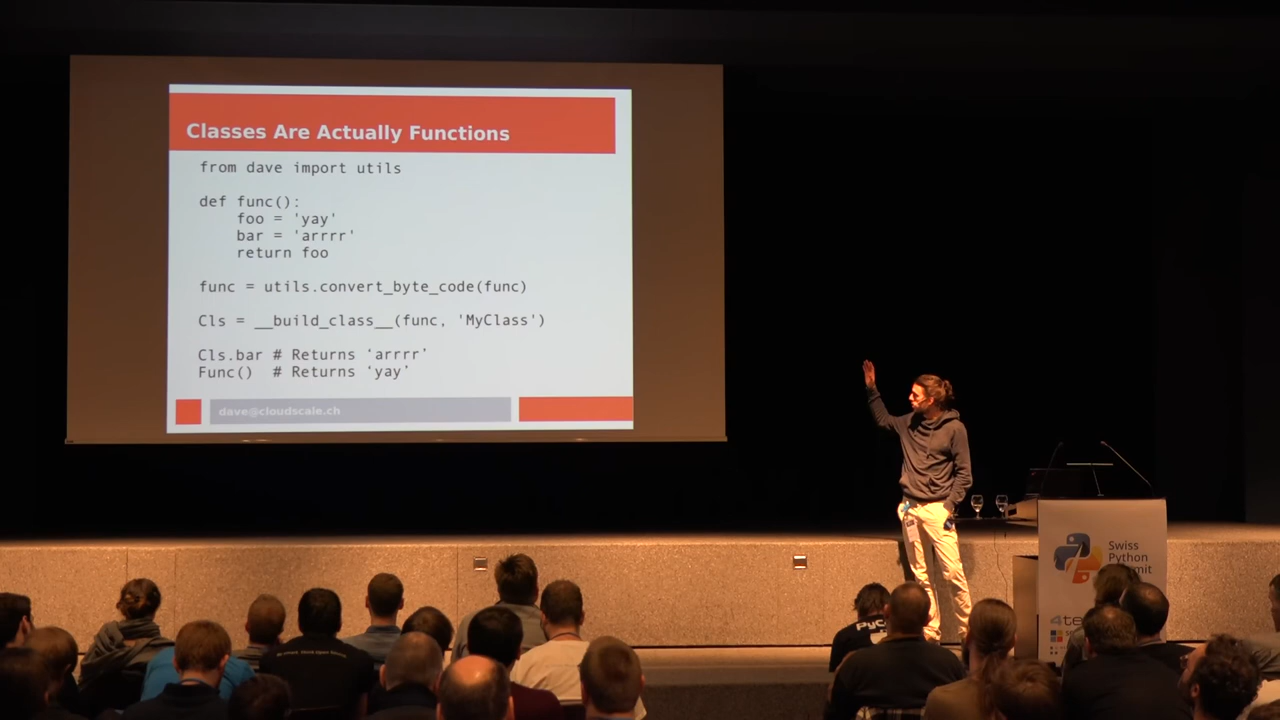 Classes Are Actually Functions
from dave import utils
def func():
    foo = 'yay'
    bar = 'arrrr'
    return foo
func = utils.convert_byte_code(func)
Cls = __build_class__(func, 'MyClass')
Cls.bar # Returns ‘arrrr’
Func()  # Returns ‘yay’
dave@cloudscale.ch
Swiss
Python